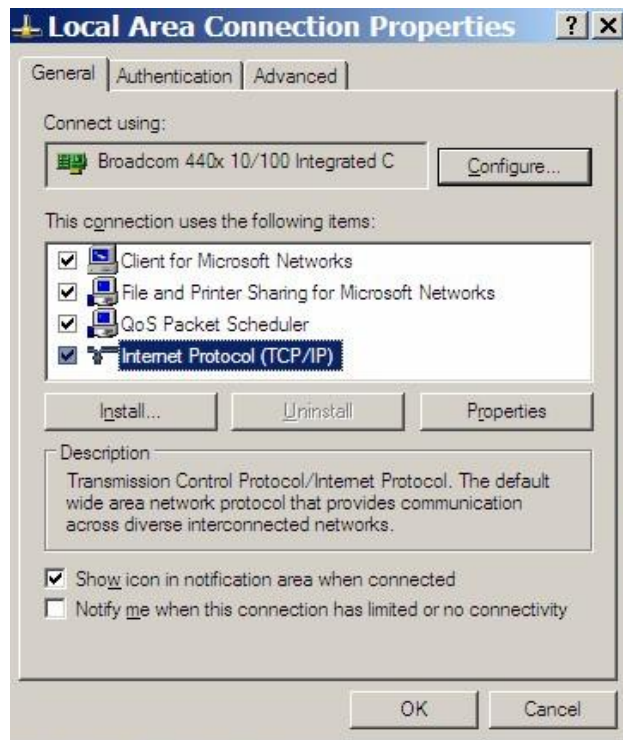 Local Area Connection Properties
General Authentication Advanced
Connect using:
Broadcom 440x 10/100 Integrated C Configure...
This connection uses the following items:
Client for Microsoft Networks
File and Printer Sharing for Microsoft Networks
QoS Packet Scheduler
Internet Protocol (TCP/IP)
Install... Uninstall Properties
Description
Transmission Control Protocol/Internet Protocol. The default
wide area network protocol that provides communication
across diverse interconnected networks.
Show icon in notification area when connected
Notify me when this connection has limited or no connectivity
OK Cancel